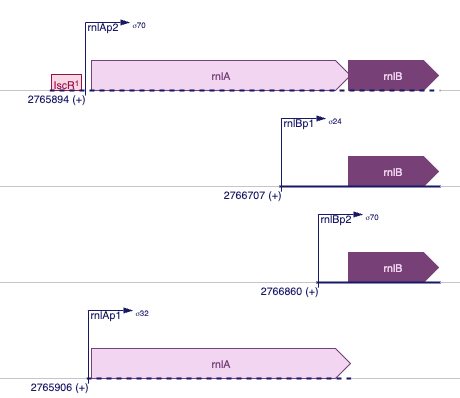 rnlAp2 σ70
IscR¹ rnlA rnlB
2765894 (+)
rnlBp1 σ24
rnlB
2766707 (+)
rnlBp2 σ70
rnlB
2766860 (+)
rnlAp1 σ32
rnlA
2765906 (+)